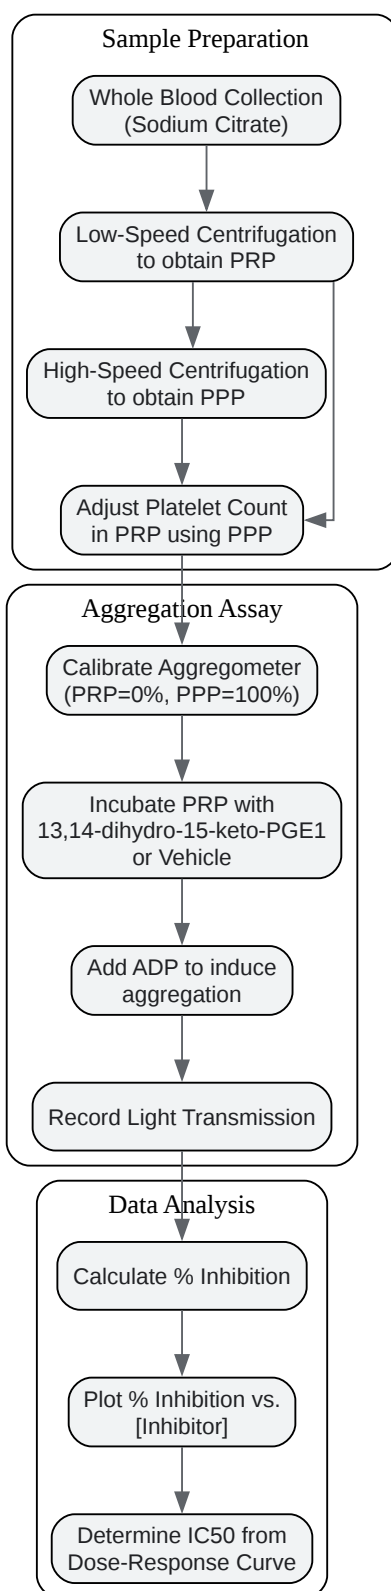 Sample Preparation
Whole Blood Collection
(Sodium Citrate)
Low-Speed Centrifugation
to obtain PRP
High-Speed Centrifugation
to obtain PPP
Adjust Platelet Count
in PRP using PPP
Aggregation Assay
Calibrate Aggregometer
(PRP=0%, PPP=100%)
Incubate PRP with
13,14-dihydro-15-keto-PGE1
or Vehicle
Add ADP to induce
aggregation
Record Light Transmission
Data Analysis
Calculate % Inhibition
Plot % Inhibition vs.
[Inhibitor]
Determine IC50 from
Dose-Response Curve